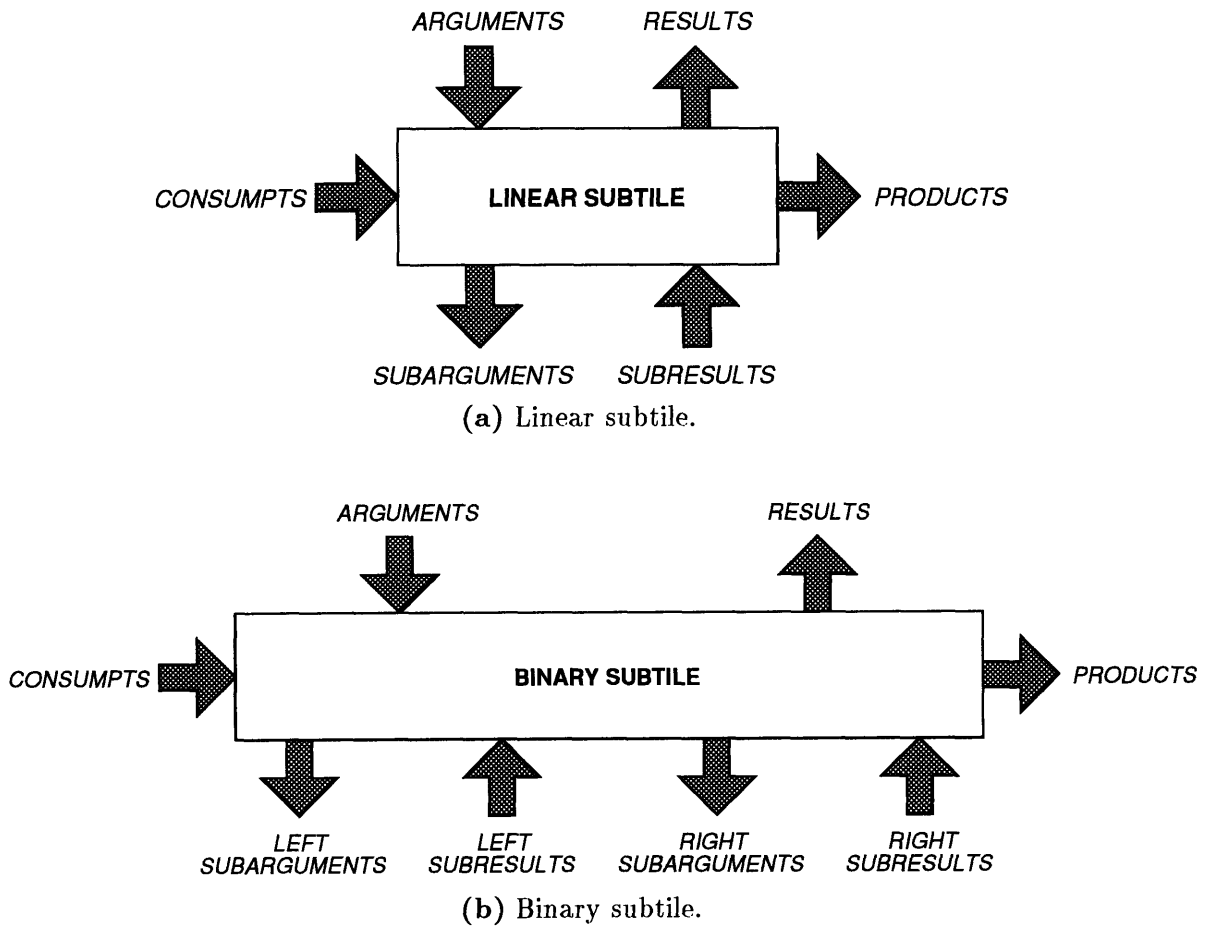 ARGUMENTS RESULTS
CONSUMPTS LINEAR SUBTILE PRODUCTS
SUBARGUMENTS SUBRESULTS
(a) Linear subtile.
ARGUMENTS RESULTS
CONSUMPTS BINARY SUBTILE PRODUCTS
LEFT LEFT RIGHT RIGHT
SUBARGUMENTS SUBRESULTS SUBARGUMENTS SUBRESULTS
(b) Binary subtile.